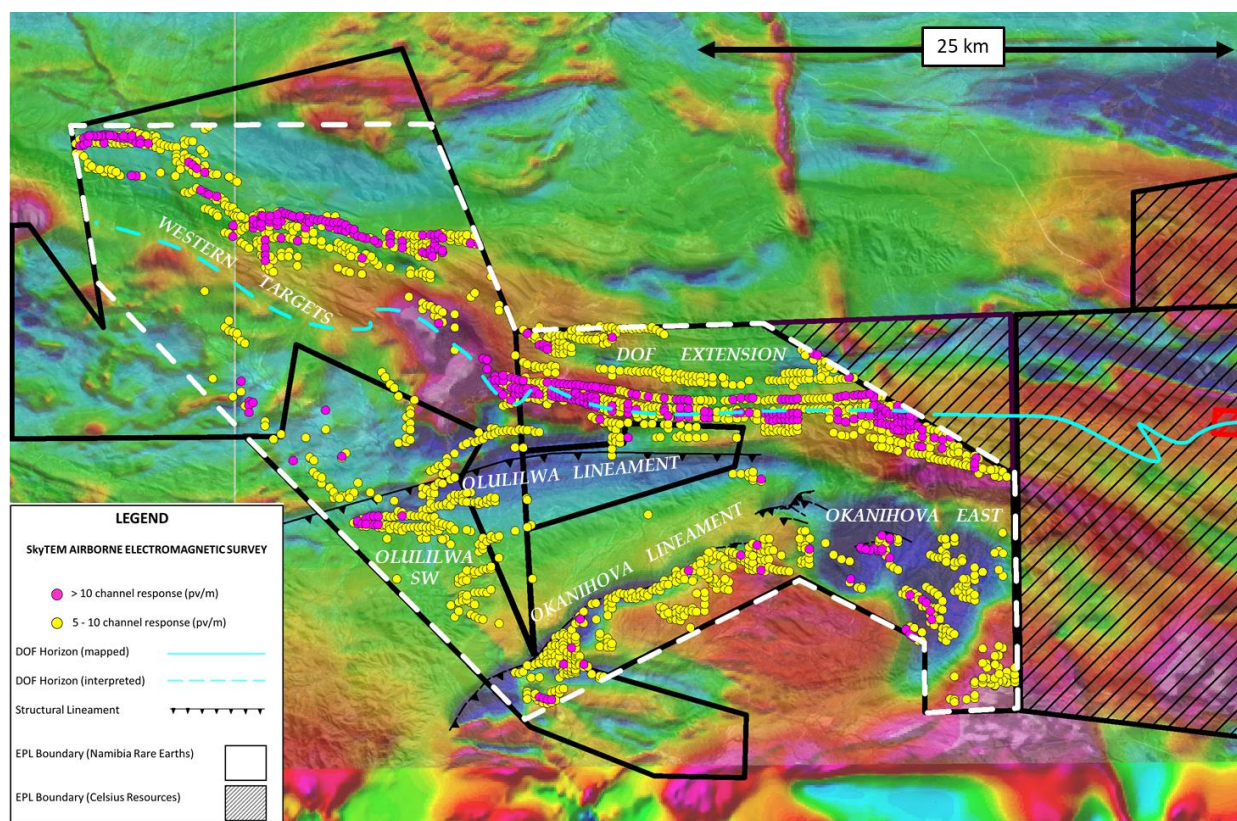 25 km
WESTERN
TARGETS
DOF EXTENSION
OLULILWA LINEAMENT
OLULILWA
SW
OKANIHOVA LINEAMENT
OKANIHOVA EAST
LEGEND
SkyTEM AIRBORNE ELECTROMAGNETIC SURVEY
> 10 channel response (pv/m)
5 - 10 channel response (pv/m)
DOF Horizon (mapped)
DOF Horizon (interpreted)
Structural Lineament
EPL Boundary (Namibia Rare Earths)
EPL Boundary (Celsius Resources)